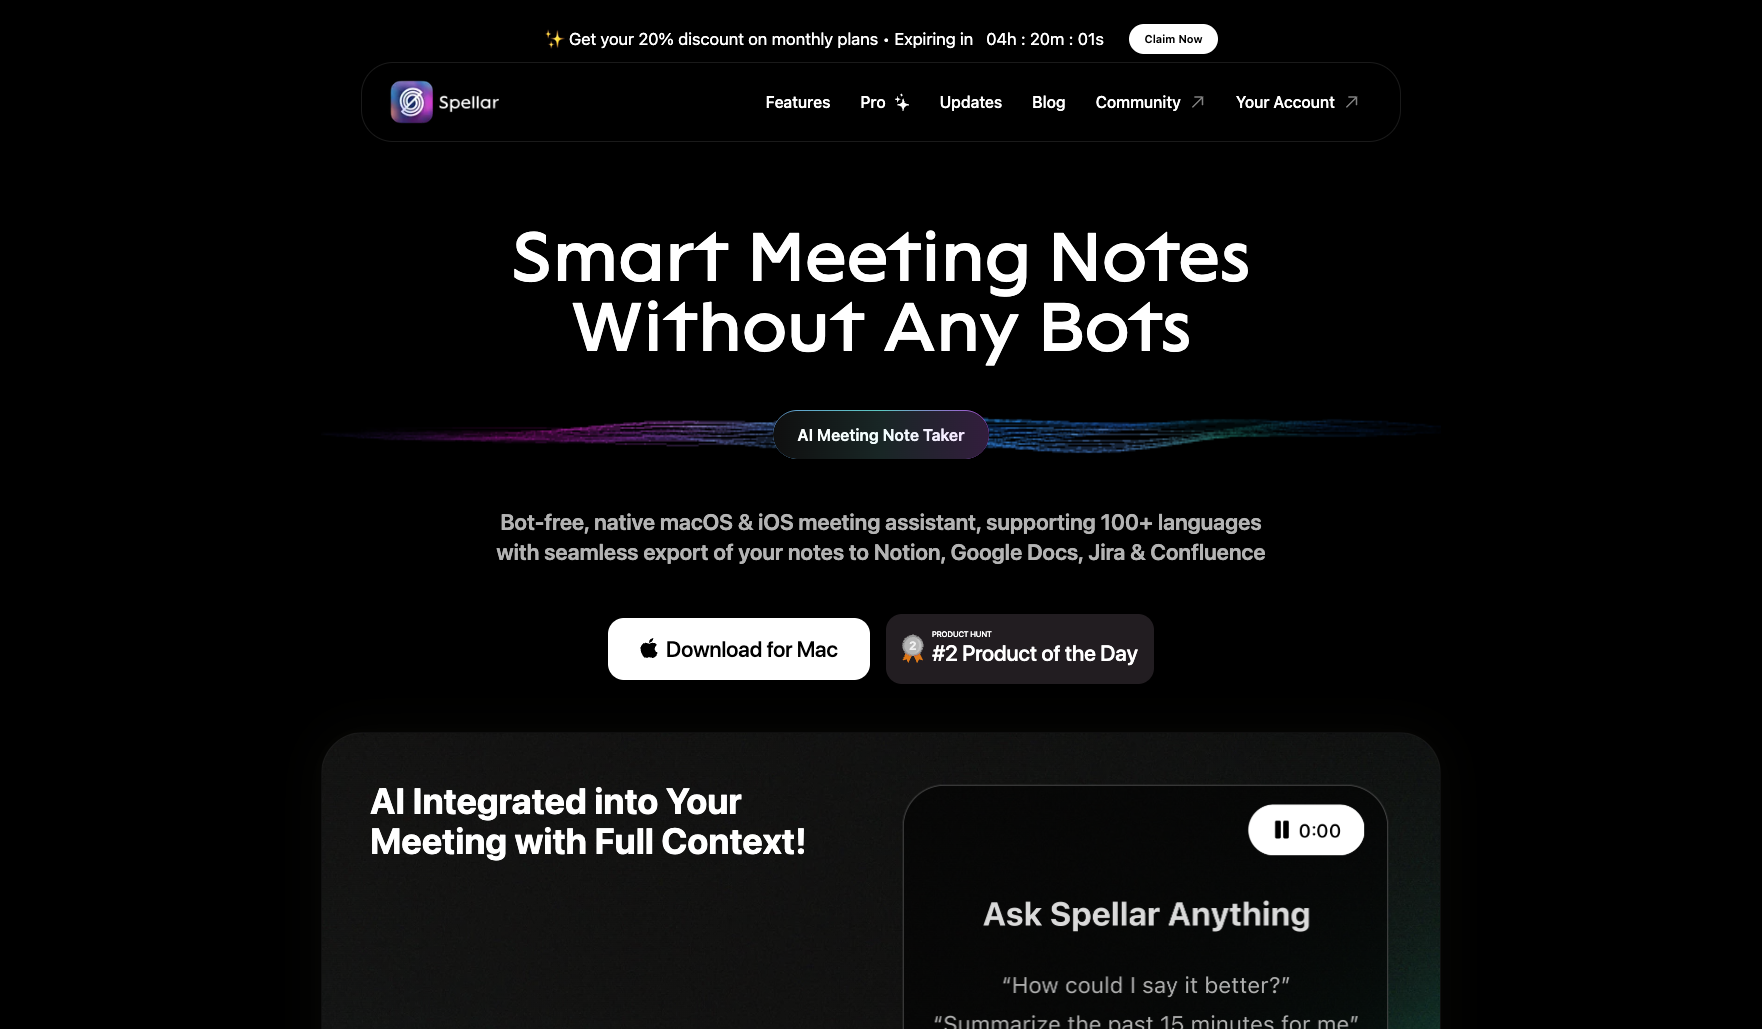 ✨ Get your 20% discount on monthly plans • Expiring in 04h : 20m : 01s Claim Now
Spellar Features Pro Updates Blog Community Your Account
Smart Meeting Notes
Without Any Bots
AI Meeting Note Taker
Bot-free, native macOS & iOS meeting assistant, supporting 100+ languages
with seamless export of your notes to Notion, Google Docs, Jira & Confluence
Download for Mac
2
PRODUCT HUNT
#2 Product of the Day
AI Integrated into Your
Meeting with Full Context!
0:00
Ask Spellar Anything
“How could I say it better?”
“Summarize the past 15 minutes for me”